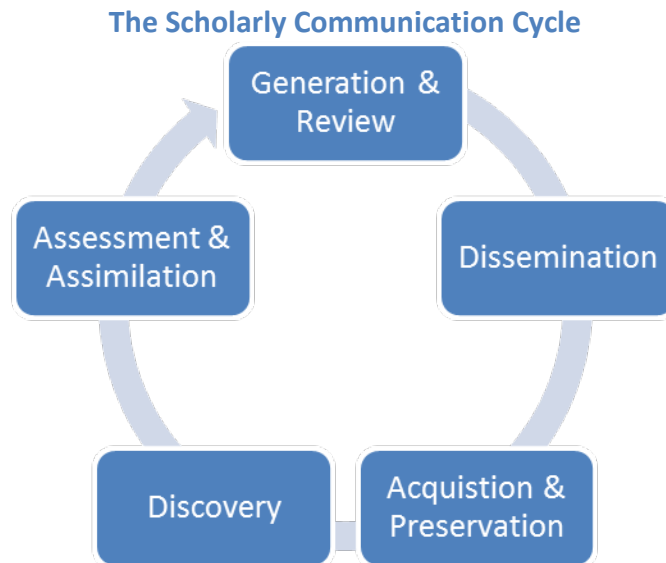 The Scholarly Communication Cycle
Generation &
Review
Dissemination
Acquistion &
Preservation
Discovery
Assessment &
Assimilation